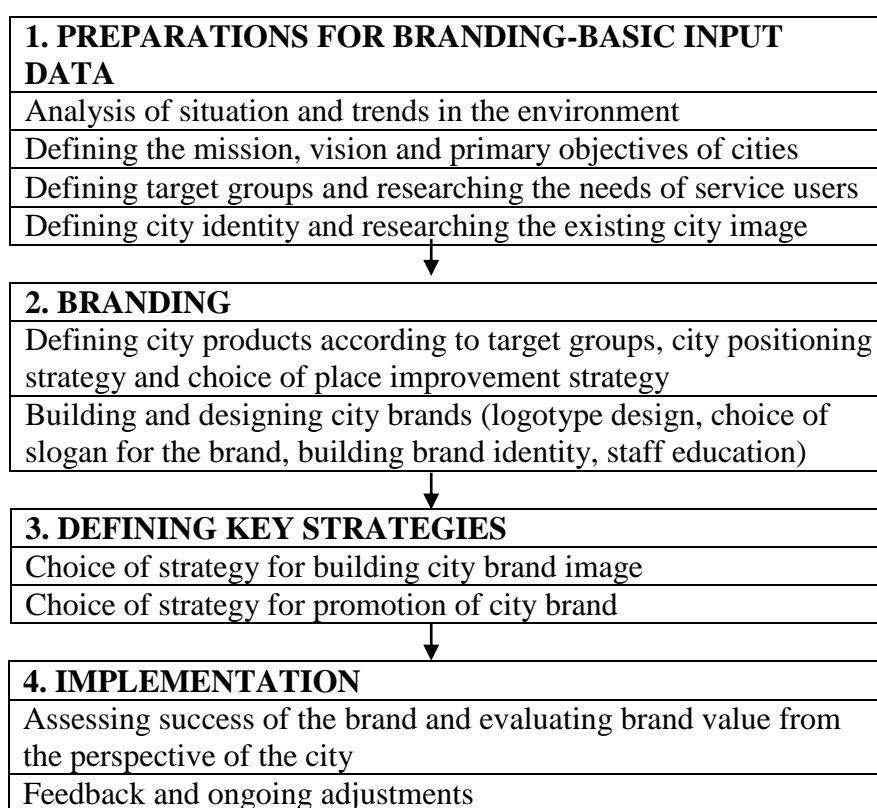 1. PREPARATIONS FOR BRANDING-BASIC INPUT
DATA
Analysis of situation and trends in the environment
Defining the mission, vision and primary objectives of cities
Defining target groups and researching the needs of service users
Defining city identity and researching the existing city image
2. BRANDING
Defining city products according to target groups, city positioning
strategy and choice of place improvement strategy
Building and designing city brands (logotype design, choice of
slogan for the brand, building brand identity, staff education)
3. DEFINING KEY STRATEGIES
Choice of strategy for building city brand image
Choice of strategy for promotion of city brand
4. IMPLEMENTATION
Assessing success of the brand and evaluating brand value from
the perspective of the city
Feedback and ongoing adjustments